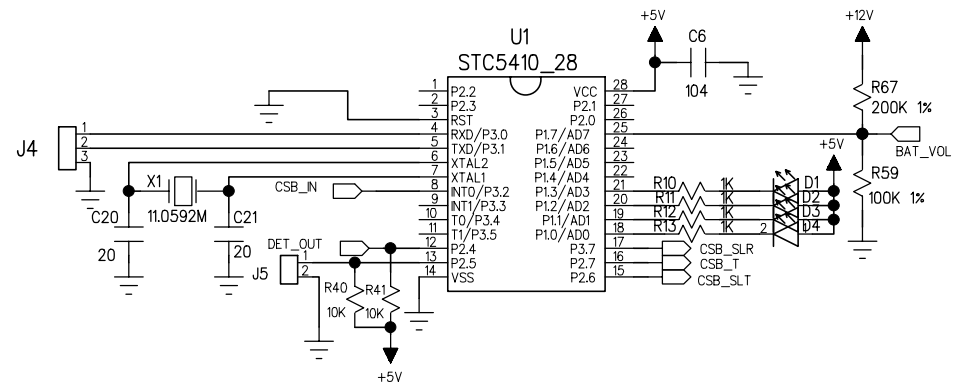 +5V
+12V
U1
STC5410_28
C6
104
R67
200K 1%
J4
1
2
3
1 P2.2
2 P2.3
3 RST
4 RXD/P3.0
5 TXD/P3.1
6 XTAL2
7 XTAL1
8 INT0/P3.2
9 INT1/P3.3
10 T0/P3.4
11 T1/P3.5
12 P2.4
13 P2.5
14 VSS
VCC 28
P2.1 27
P2.0 26
P1.7/AD7 25
P1.6/AD6 24
P1.5/AD5 23
P1.4/AD4 22
P1.3/AD3 21
P1.2/AD2 20
P1.1/AD1 19
P1.0/AD0 18
P3.7 17
P2.7 16
P2.6 15
BAT_VOL
+5V
R59
100K 1%
X1
11.0592M
CSB_IN
C20
20
C21
20
R10 1K D1
R11 1K D2
R12 1K D3
R13 1K 2 1 D4
DET_OUT
J5
1
2
CSB_SLR
CSB_T
CSB_SLT
R40
10K
R41
10K
+5V